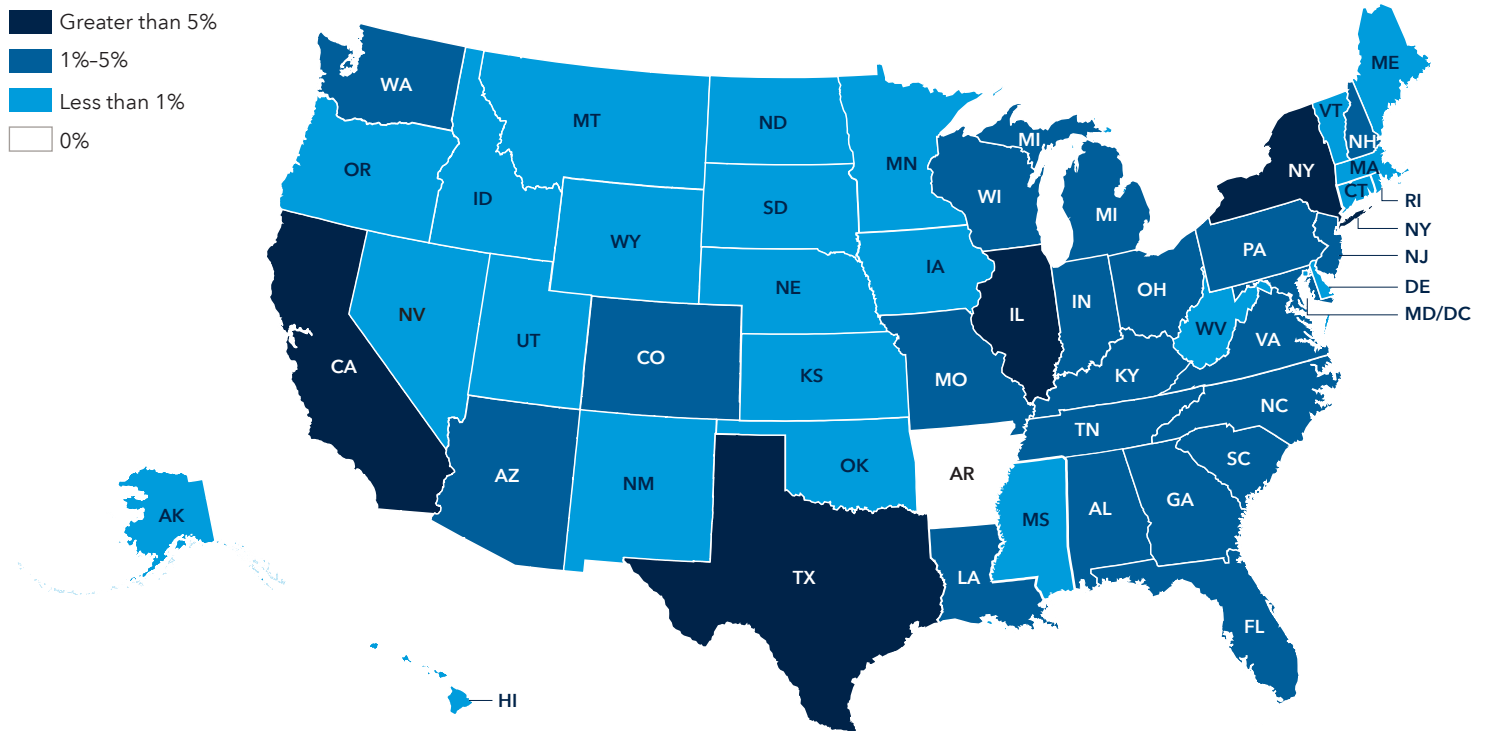 Greater than 5%
1%–5%
Less than 1%
0%
WA
MT
ND
MN
MI
ME
VT
NH
OR
ID
SD
WI
MI
NY
MA
CT
RI
NY
WY
IA
PA
NJ
NV
UT
NE
IL
IN
OH
DE
MD/DC
CA
CO
KS
MO
KY
WV
VA
AZ
NM
OK
AR
TN
NC
SC
AK
TX
LA
MS
AL
GA
FL
HI